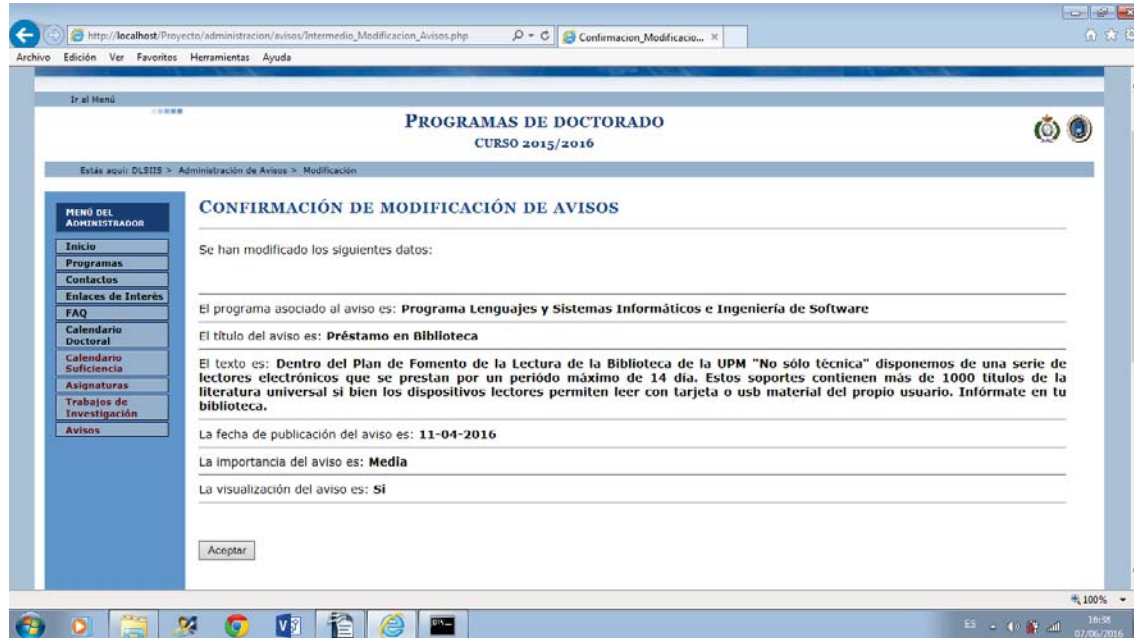 http://localhost/Proyecto/administracion/avisos/Intermedio_Modificacion_Avisos.php
Confirmacion_Modificacio...
Archivo Edición Ver Favoritos Herramientas Ayuda
Ir al Menú
PROGRAMAS DE DOCTORADO
CURSO 2015/2016
Estás aquí: DLSIIS > Administración de Avisos > Modificación
MENÚ DEL
ADMINISTRADOR
Inicio
Programas
Contactos
Enlaces de Interés
FAQ
Calendario
Doctoral
Calendario
Suficiencia
Asignaturas
Trabajos de
Investigación
Avisos
CONFIRMACIÓN DE MODIFICACIÓN DE AVISOS
Se han modificado los siguientes datos:
El programa asociado al aviso es: Programa Lenguajes y Sistemas Informáticos e Ingeniería de Software
El título del aviso es: Préstamo en Biblioteca
El texto es: Dentro del Plan de Fomento de la Lectura de la Biblioteca de la UPM "No sólo técnica" disponemos de una serie de
lectores electrónicos que se prestan por un periódo máximo de 14 día. Estos soportes contienen más de 1000 títulos de la
literatura universal si bien los dispositivos lectores permiten leer con tarjeta o usb material del propio usuario. Infórmate en tu
biblioteca.
La fecha de publicación del aviso es: 11-04-2016
La importancia del aviso es: Media
La visualización del aviso es: Si
Aceptar
100%
ES
16:38
07/06/2016